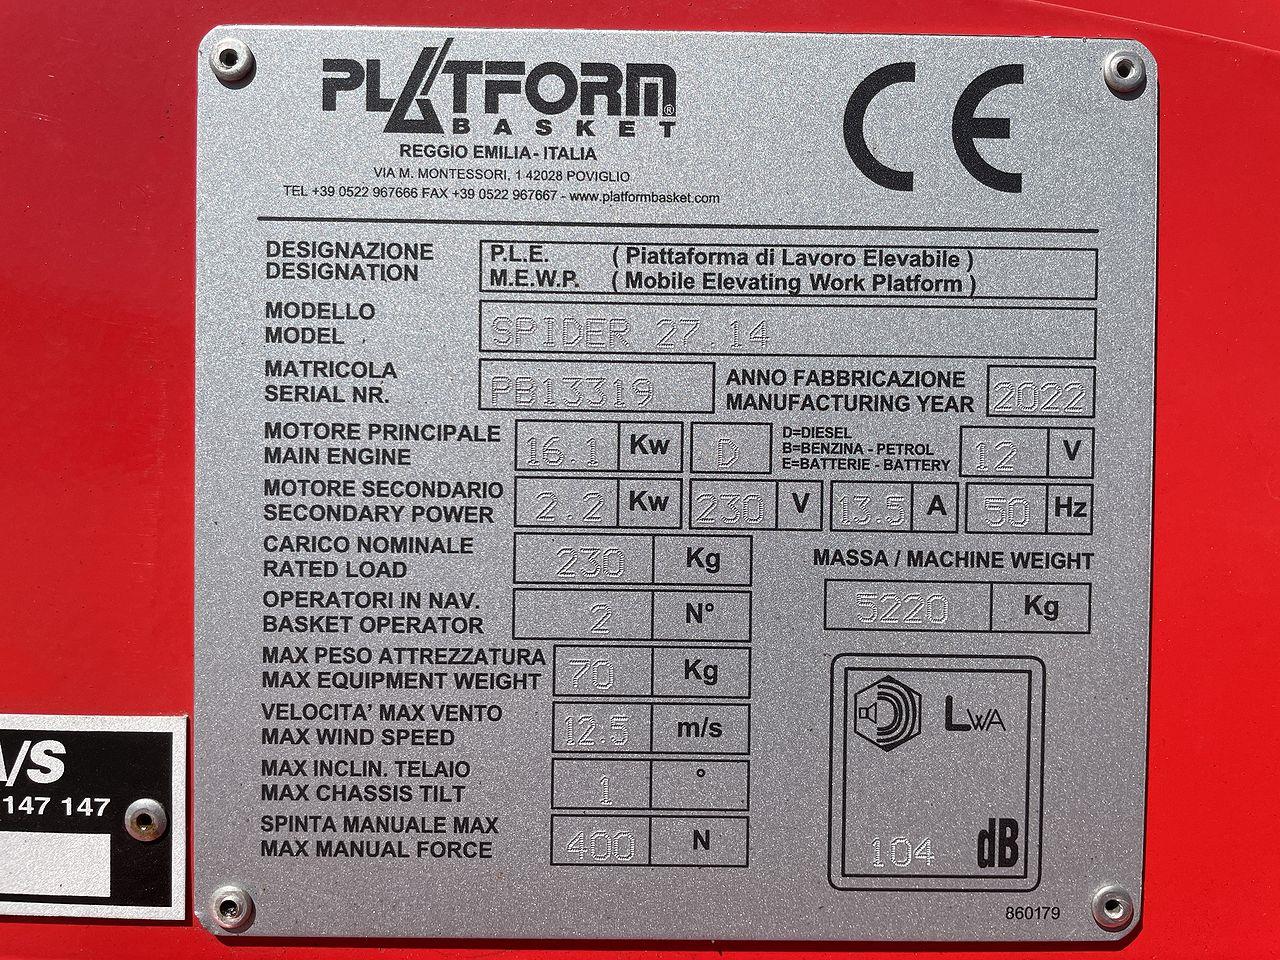 PLATFORM®
BASKET
REGGIO EMILIA - ITALIA
VIA M. MONTESSORI, 1 42028 POVIGLIO
TEL +39 0522 967666 FAX +39 0522 967667 - www.platformbasket.com
CE
DESIGNAZIONE P.L.E. ( Piattaforma di Lavoro Elevabile )
DESIGNATION M.E.W.P. ( Mobile Elevating Work Platform )
MODELLO
MODEL SPIDER 27.14
MATRICOLA
SERIAL NR. PB13319
ANNO FABBRICAZIONE
MANUFACTURING YEAR 2022
MOTORE PRINCIPALE
MAIN ENGINE 16.1 Kw D
D=DIESEL
B=BENZINA - PETROL
E=BATTERIE - BATTERY
12 V
MOTORE SECONDARIO
SECONDARY POWER 2.2 Kw 230 V 13.5 A 50 Hz
CARICO NOMINALE
RATED LOAD 230 Kg
MASSA / MACHINE WEIGHT
5220 Kg
OPERATORI IN NAV.
BASKET OPERATOR 2 N°
MAX PESO ATTREZZATURA
MAX EQUIPMENT WEIGHT 70 Kg
VELOCITA' MAX VENTO
MAX WIND SPEED 12.5 m/s
MAX INCLIN. TELAIO
MAX CHASSIS TILT 1 °
SPINTA MANUALE MAX
MAX MANUAL FORCE 400 N
LWA
104 dB
860179
A/S
147 147